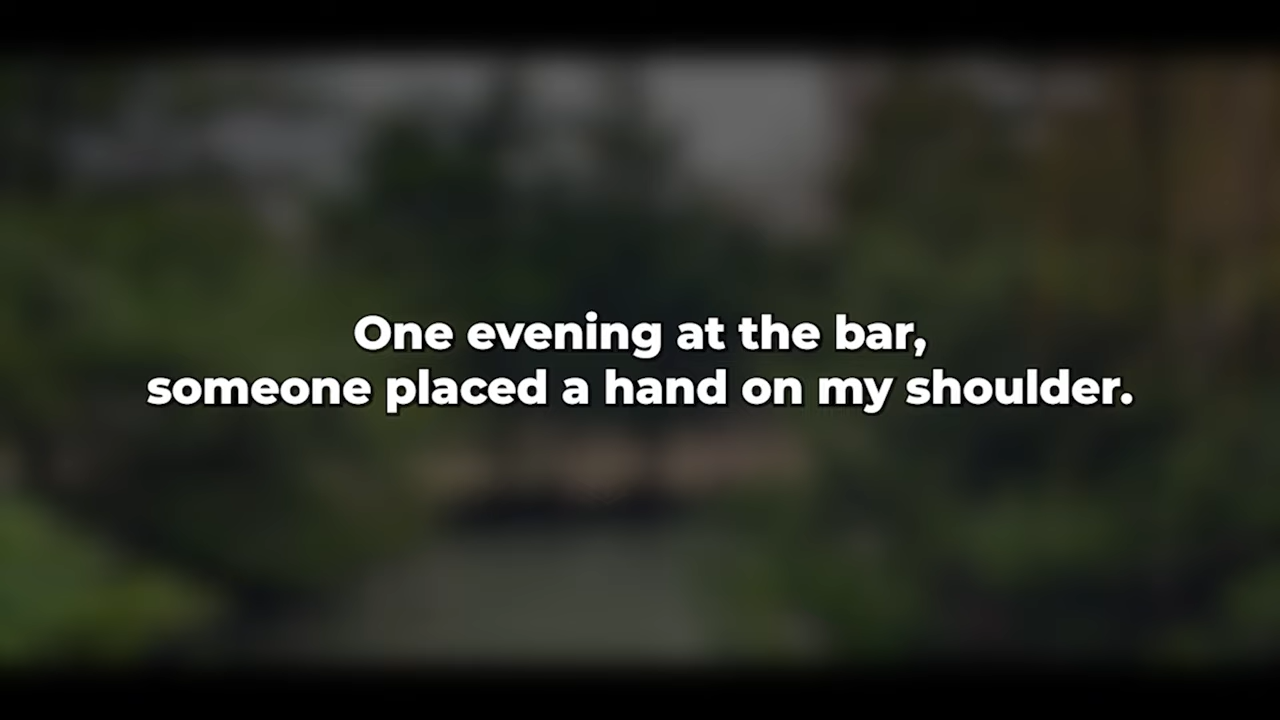 One evening at the bar,
someone placed a hand on my shoulder.